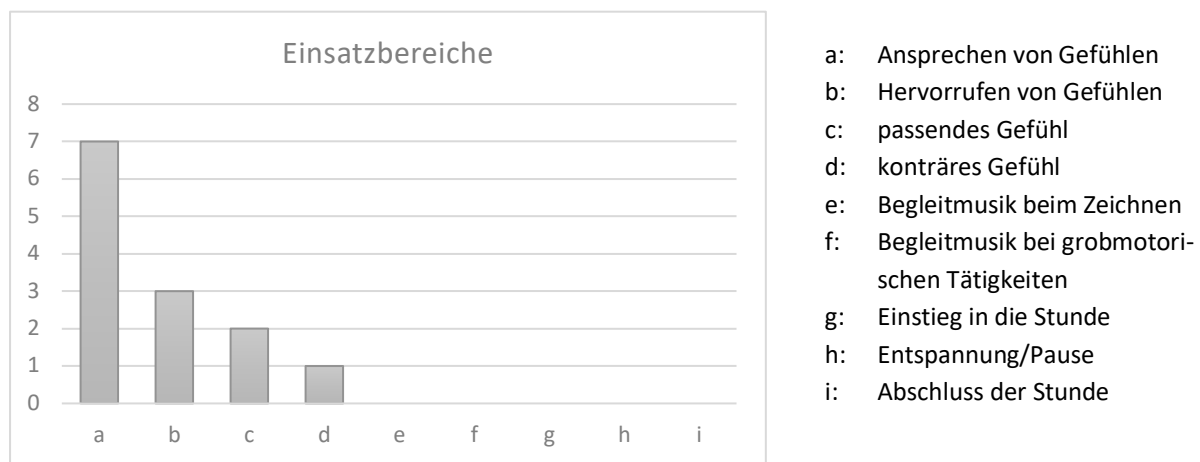 Einsatzbereiche
8
7
6
5
4
3
2
1
0
a b c d e f g h i
a: Ansprechen von Gefühlen
b: Hervorrufen von Gefühlen
c: passendes Gefühl
d: konträres Gefühl
e: Begleitmusik beim Zeichnen
f: Begleitmusik bei grobmotori-
schen Tätigkeiten
g: Einstieg in die Stunde
h: Entspannung/Pause
i: Abschluss der Stunde